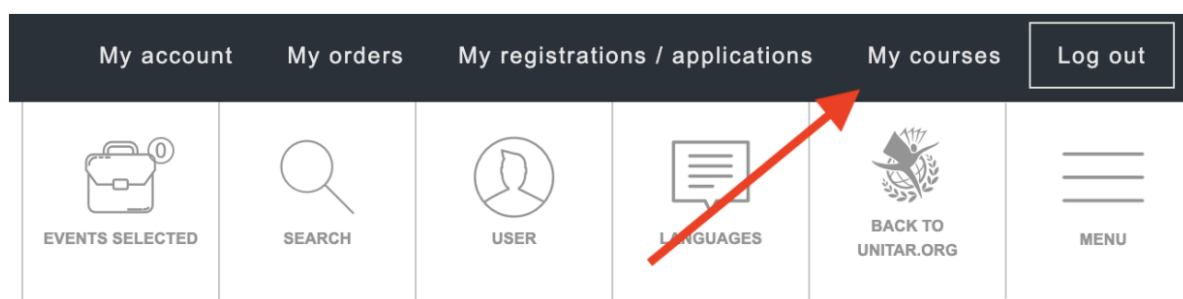 My account My orders My registrations / applications My courses Log out
0
EVENTS SELECTED SEARCH USER LANGUAGES BACK TO UNITAR.ORG MENU